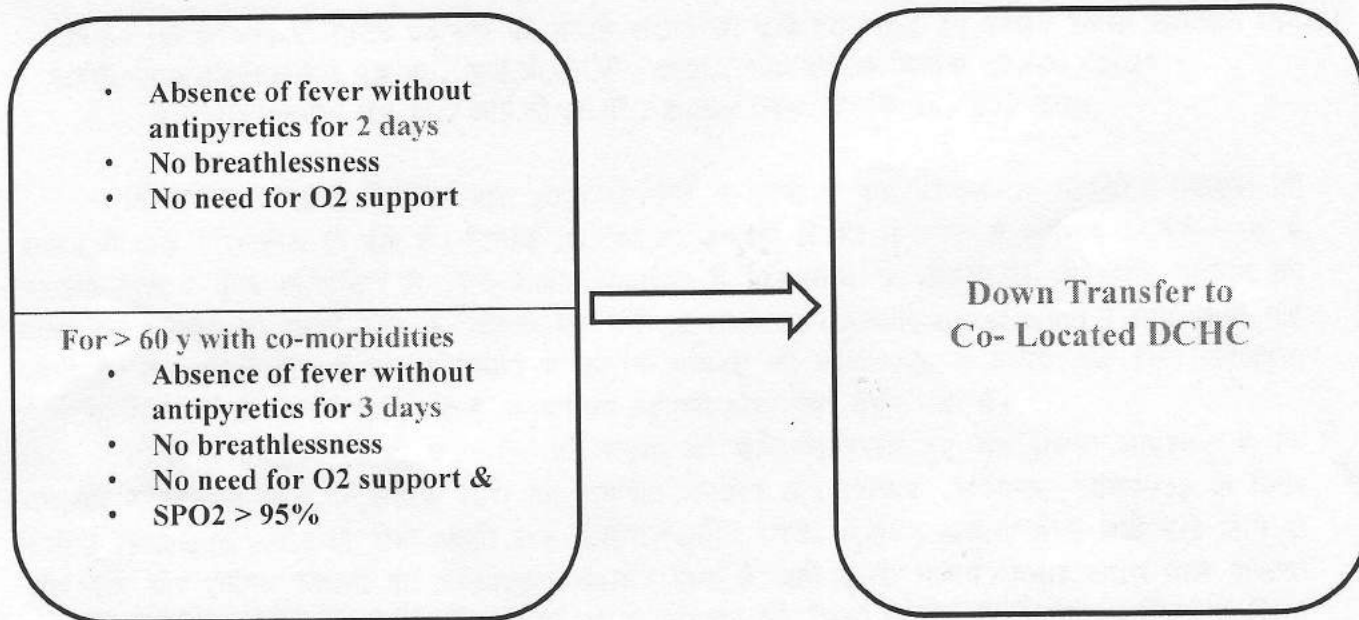 • Absence of fever without
antipyretics for 2 days
• No breathlessness
• No need for O2 support
For > 60 y with co-morbidities
• Absence of fever without
antipyretics for 3 days
• No breathlessness
• No need for O2 support &
• SPO2 > 95%
Down Transfer to
Co- Located DCHC